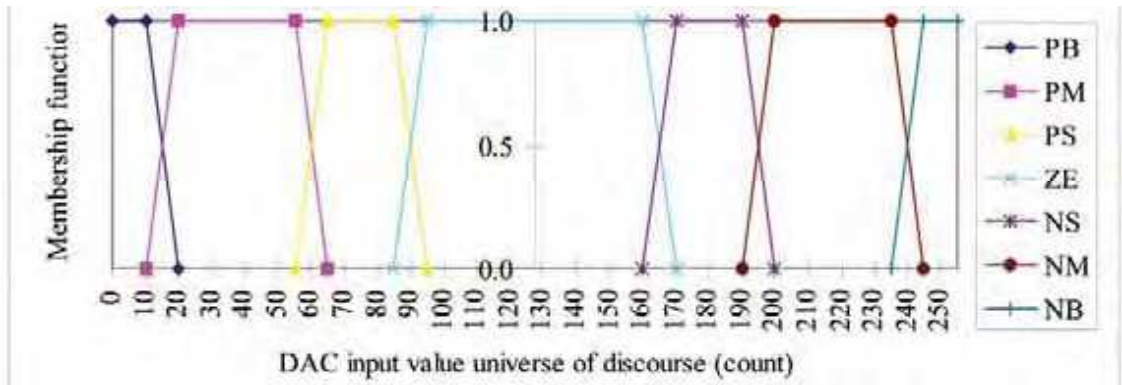 Membership function
1.0
0.5
0.0
0 10 20 30 40 50 60 70 80 90 100 110 120 130 140 150 160 170 180 190 200 210 220 230 240 250
DAC input value universe of discourse (count)
PB
PM
PS
ZE
NS
NM
NB